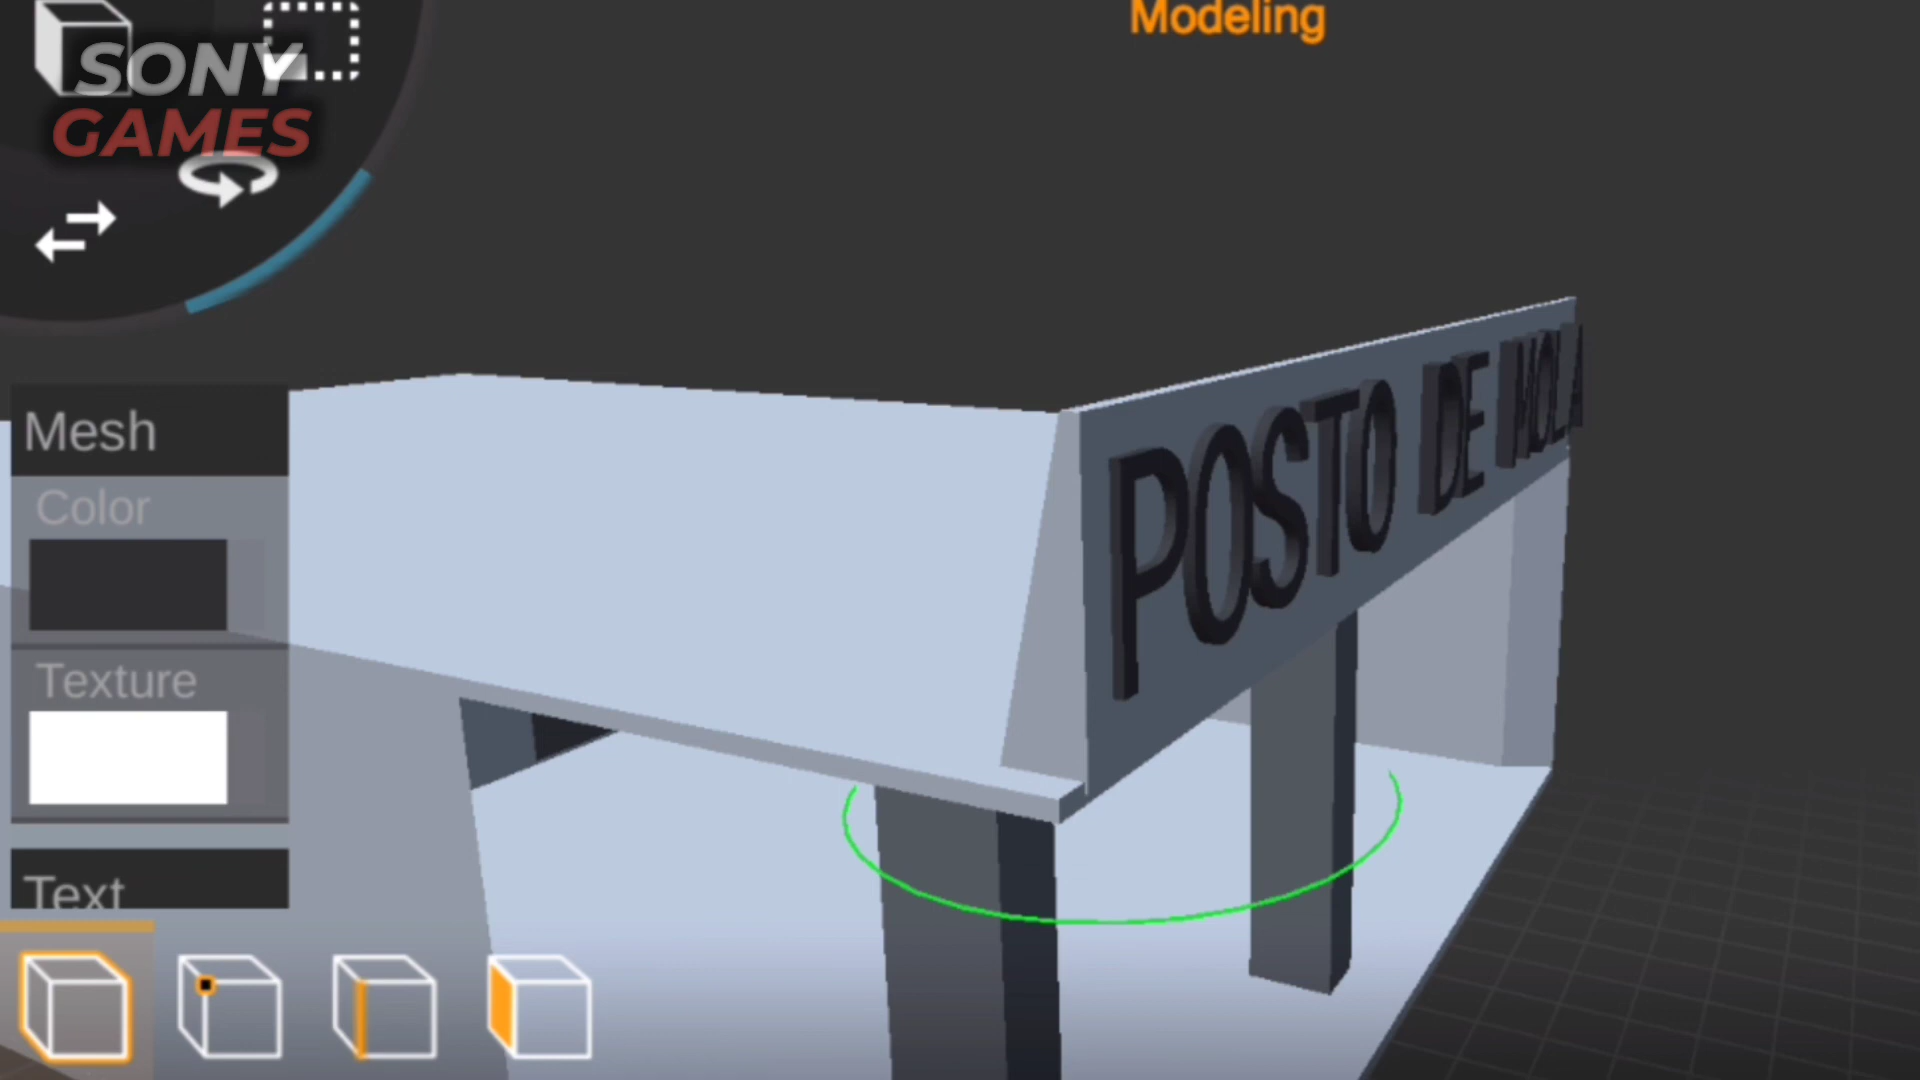 Modeling
SONY
GAMES
Mesh
Color
Texture
Text
POSTO DE MOLA